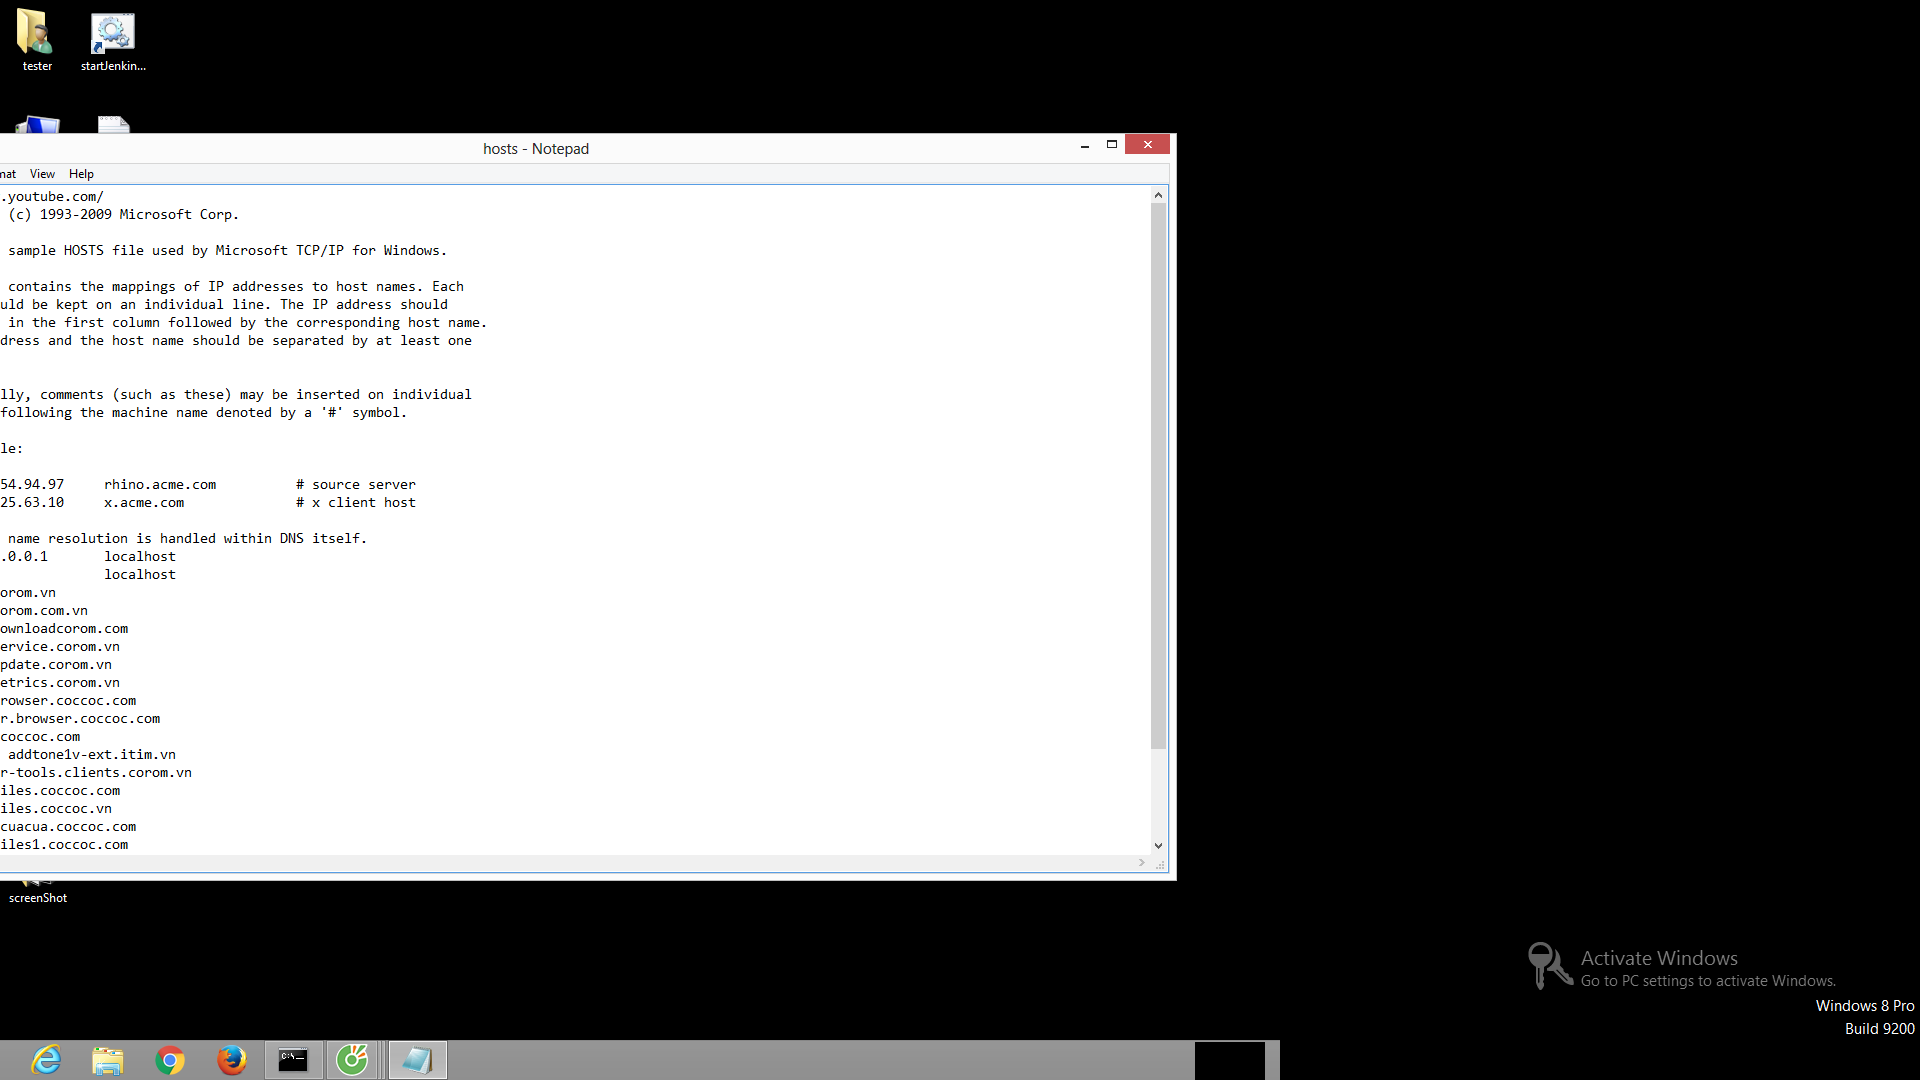 tester
startJenkin...
hosts - Notepad
mat View Help
.youtube.com/
(c) 1993-2009 Microsoft Corp.
sample HOSTS file used by Microsoft TCP/IP for Windows.
contains the mappings of IP addresses to host names. Each
uld be kept on an individual line. The IP address should
in the first column followed by the corresponding host name.
dress and the host name should be separated by at least one
lly, comments (such as these) may be inserted on individual
following the machine name denoted by a '#' symbol.
le:
54.94.97 rhino.acme.com # source server
25.63.10 x.acme.com # x client host
name resolution is handled within DNS itself.
.0.0.1 localhost
localhost
orom.vn
orom.com.vn
ownloadcorom.com
ervice.corom.vn
pdate.corom.vn
etrics.corom.vn
rowser.coccoc.com
r.browser.coccoc.com
coccoc.com
addtone1v-ext.itim.vn
r-tools.clients.corom.vn
iles.coccoc.com
iles.coccoc.vn
cuacua.coccoc.com
iles1.coccoc.com
screenShot
Activate Windows
Go to PC settings to activate Windows.
Windows 8 Pro
Build 9200
C:\_